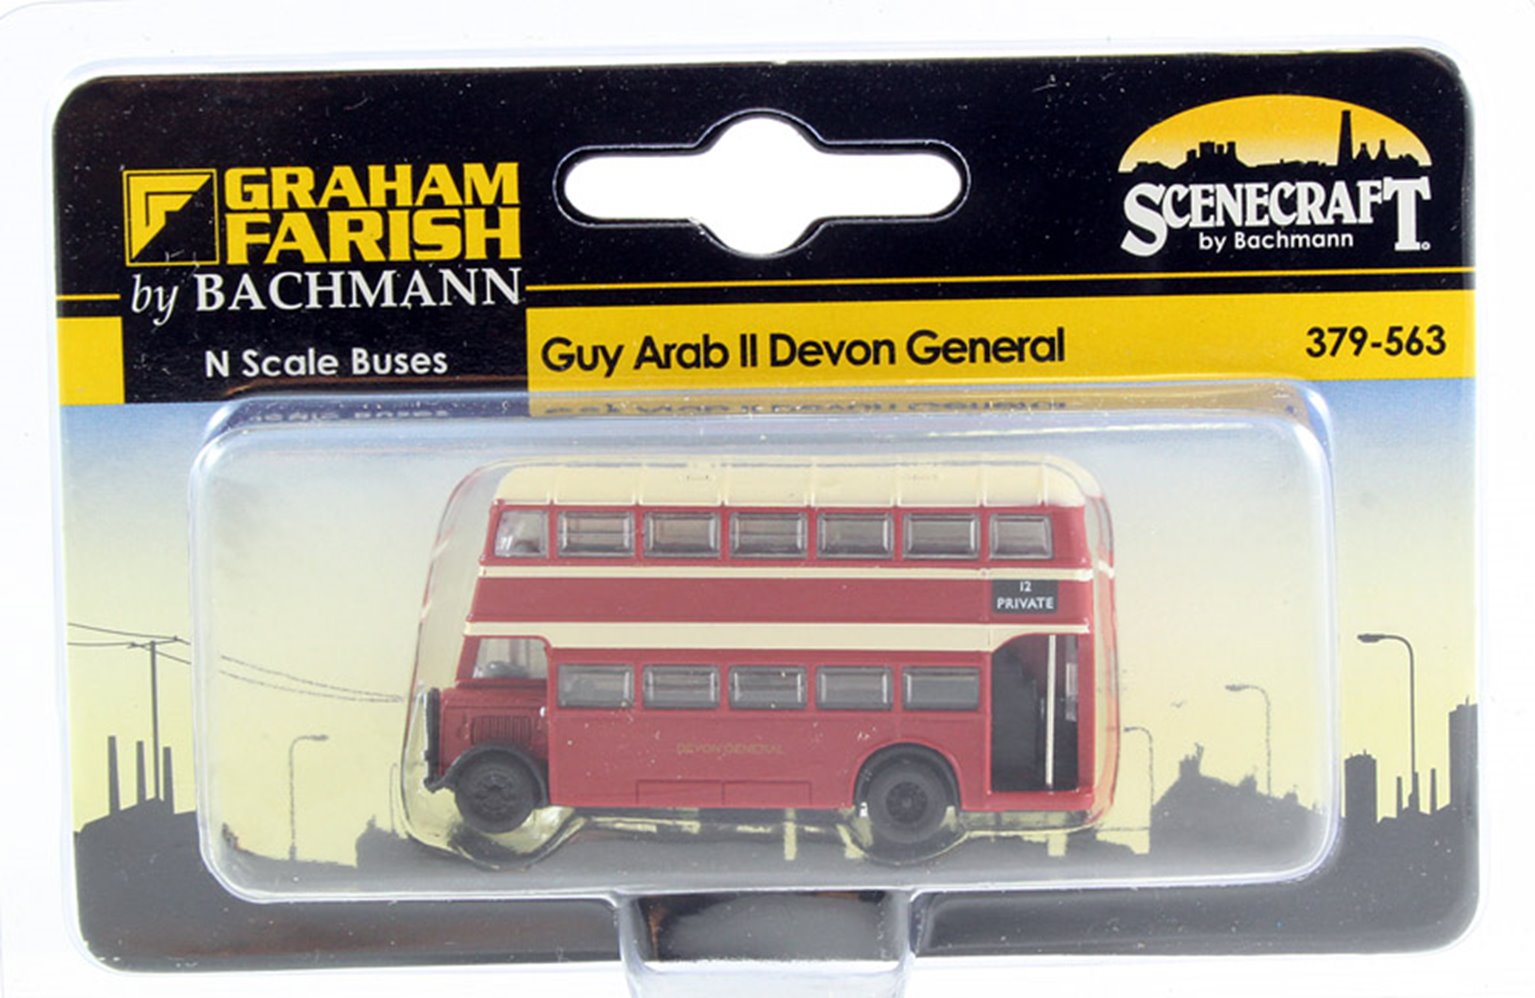 GRAHAM
FARISH
by BACHMANN
N Scale Buses
SCENECRAFT
by Bachmann
Guy Arab II Devon General
379-563
12
PRIVATE
DEVON GENERAL